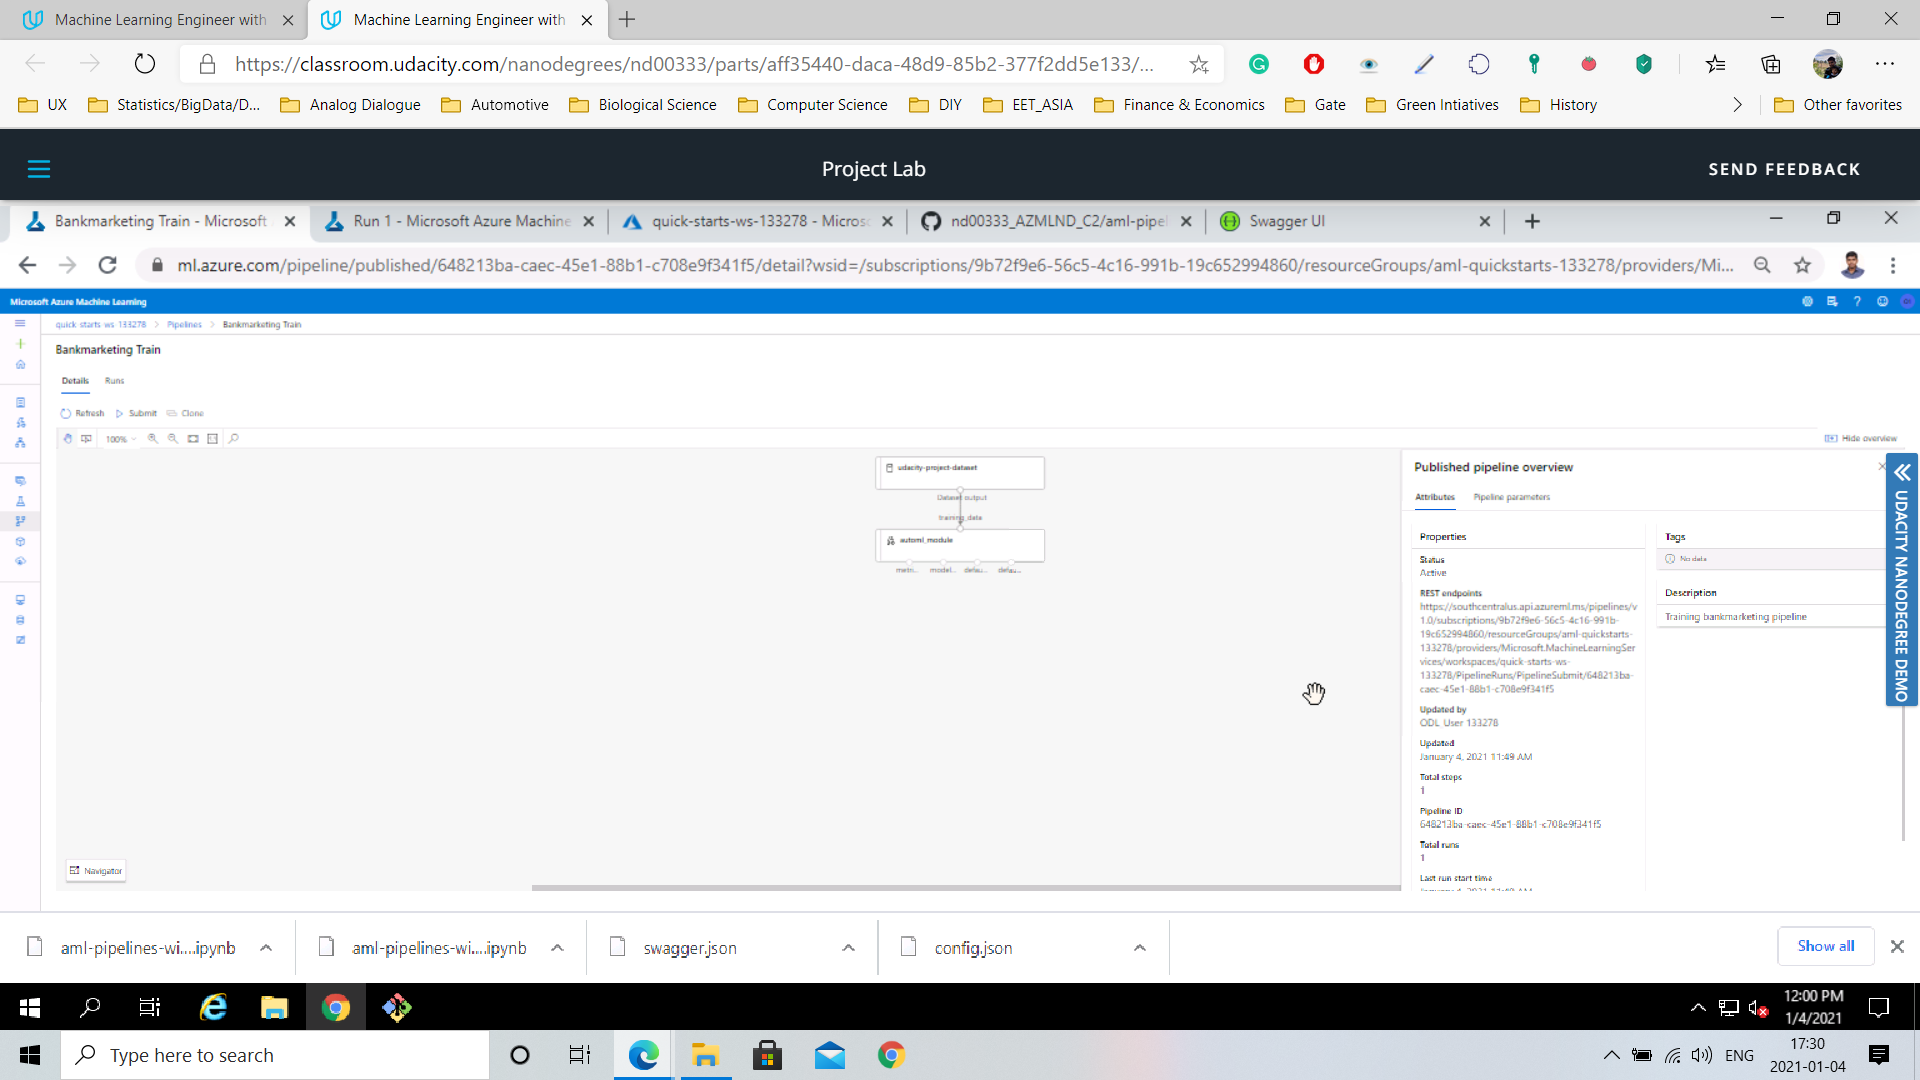 Machine Learning Engineer with
Machine Learning Engineer with
https://classroom.udacity.com/nanodegrees/nd00333/parts/aff35440-daca-48d9-85b2-377f2dd5e133/...
UX
Statistics/BigData/D...
Analog Dialogue
Automotive
Biological Science
Computer Science
DIY
EET_ASIA
Finance & Economics
Gate
Green Intiatives
History
Other favorites
Project Lab
SEND FEEDBACK
Bankmarketing Train - Microsoft
Run 1 - Microsoft Azure Machine
quick-starts-ws-133278 - Micros
nd00333_AZMLND_C2/aml-pipel
Swagger UI
ml.azure.com/pipeline/published/648213ba-caec-45e1-88b1-c708e9f341f5/detail?wsid=/subscriptions/9b72f9e6-56c5-4c16-991b-19c652994860/resourceGroups/aml-quickstarts-133278/providers/Mi...
Microsoft Azure Machine Learning
quick-starts-ws-133278 > Pipelines > Bankmarketing Train
Bankmarketing Train
Details
Runs
Refresh
Submit
Clone
100%
Hide overview
udacity-project-dataset
Dataset output
training_data
automl_module
metri...
model...
defau...
defau...
Navigator
Published pipeline overview
Attributes
Pipeline parameters
Properties
Status
Active
REST endpoints
https://southcentralus.api.azureml.ms/pipelines/v
1.0/subscriptions/9b72f9e6-56c5-4c16-991b-
19c652994860/resourceGroups/aml-quickstarts-
133278/providers/Microsoft.MachineLearningSer
vices/workspaces/quick-starts-ws-
133278/PipelineRuns/PipelineSubmit/648213ba-
caec-45e1-88b1-c708e9f341f5
Updated by
ODL_User 133278
Updated
January 4, 2021 11:49 AM
Total steps
1
Pipeline ID
648213ba-caec-45e1-88b1-c708e9f341f5
Total runs
1
Last run start time
Tags
No data
Description
Training bankmarketing pipeline
UDACITY NANODEGREE DEMO
aml-pipelines-wi....ipynb
aml-pipelines-wi....ipynb
swagger.json
config.json
Show all
12:00 PM
1/4/2021
Type here to search
ENG
17:30
2021-01-04